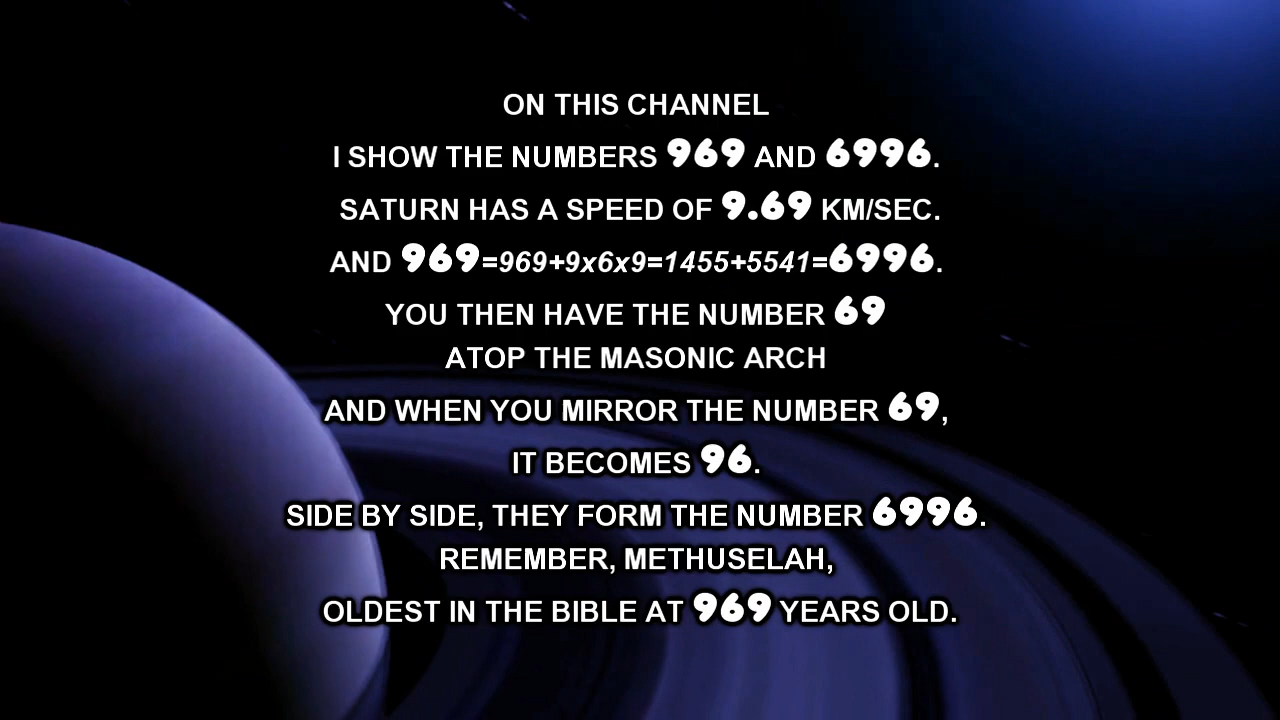 ON THIS CHANNEL
I SHOW THE NUMBERS 969 AND 6996.
SATURN HAS A SPEED OF 9.69 KM/SEC.
AND 969=969+9x6x9=1455+5541=6996.
YOU THEN HAVE THE NUMBER 69
ATOP THE MASONIC ARCH
AND WHEN YOU MIRROR THE NUMBER 69,
IT BECOMES 96.
SIDE BY SIDE, THEY FORM THE NUMBER 6996.
REMEMBER, METHUSELAH,
OLDEST IN THE BIBLE AT 969 YEARS OLD.